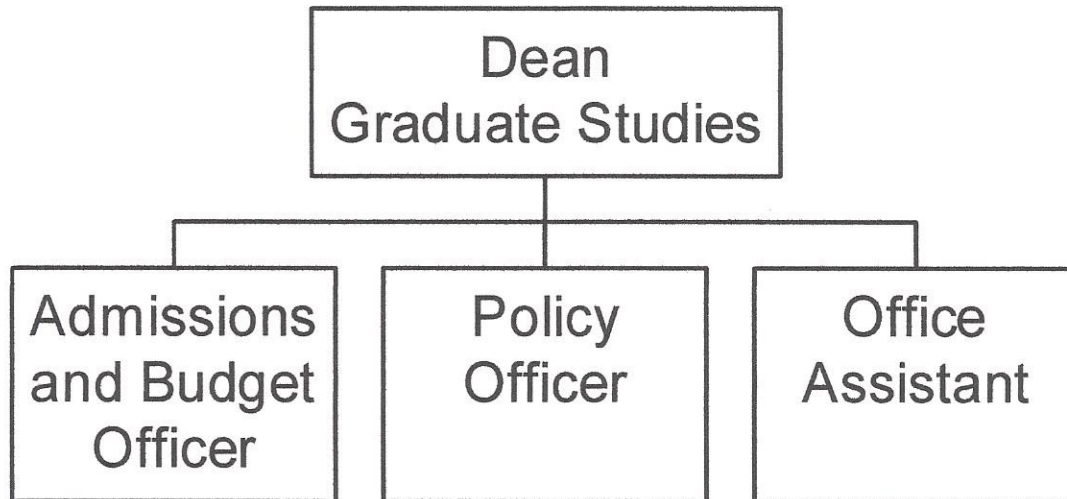 Dean
Graduate Studies
Admissions
and Budget
Officer
Policy
Officer
Office
Assistant